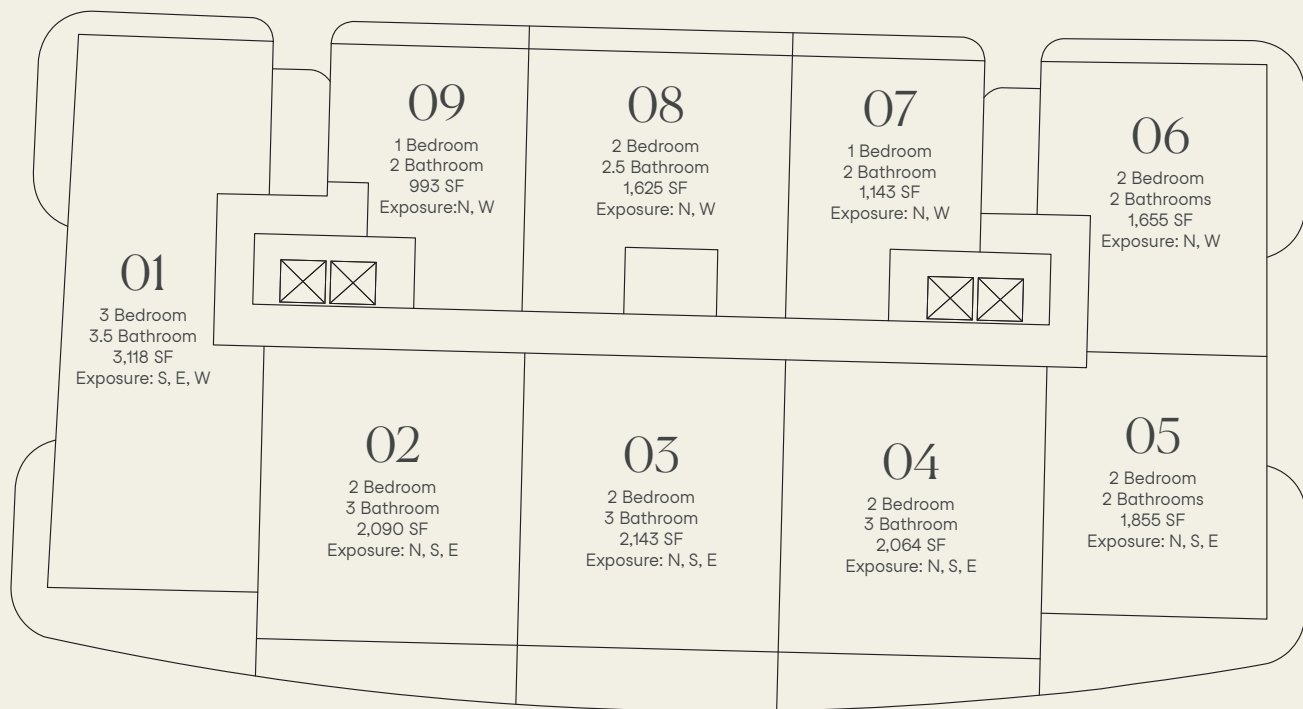 09
1 Bedroom
2 Bathroom
993 SF
Exposure:N, W
08
2 Bedroom
2.5 Bathroom
1,625 SF
Exposure: N, W
07
1 Bedroom
2 Bathroom
1,143 SF
Exposure: N, W
06
2 Bedroom
2 Bathrooms
1,655 SF
Exposure: N, W
01
3 Bedroom
3.5 Bathroom
3,118 SF
Exposure: S, E, W
02
2 Bedroom
3 Bathroom
2,090 SF
Exposure: N, S, E
03
2 Bedroom
3 Bathroom
2,143 SF
Exposure: N, S, E
04
2 Bedroom
3 Bathroom
2,064 SF
Exposure: N, S, E
05
2 Bedroom
2 Bathrooms
1,855 SF
Exposure: N, S, E